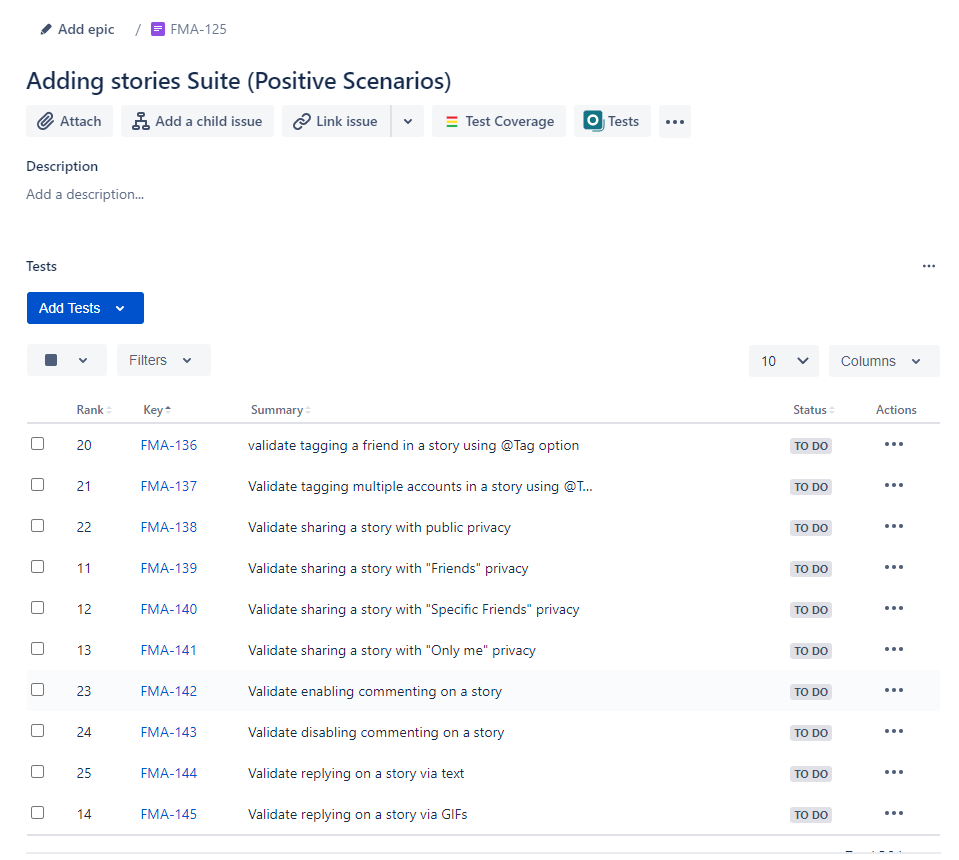 Add epic / FMA-125
Adding stories Suite (Positive Scenarios)
Attach Add a child issue Link issue Test Coverage Tests
Description
Add a description...
Tests
Add Tests
Filters 10 Columns
Rank Key Summary Status Actions
20 FMA-136 validate tagging a friend in a story using @Tag option TO DO
21 FMA-137 Validate tagging multiple accounts in a story using @T... TO DO
22 FMA-138 Validate sharing a story with public privacy TO DO
11 FMA-139 Validate sharing a story with "Friends" privacy TO DO
12 FMA-140 Validate sharing a story with "Specific Friends" privacy TO DO
13 FMA-141 Validate sharing a story with "Only me" privacy TO DO
23 FMA-142 Validate enabling commenting on a story TO DO
24 FMA-143 Validate disabling commenting on a story TO DO
25 FMA-144 Validate replying on a story via text TO DO
14 FMA-145 Validate replying on a story via GIFs TO DO